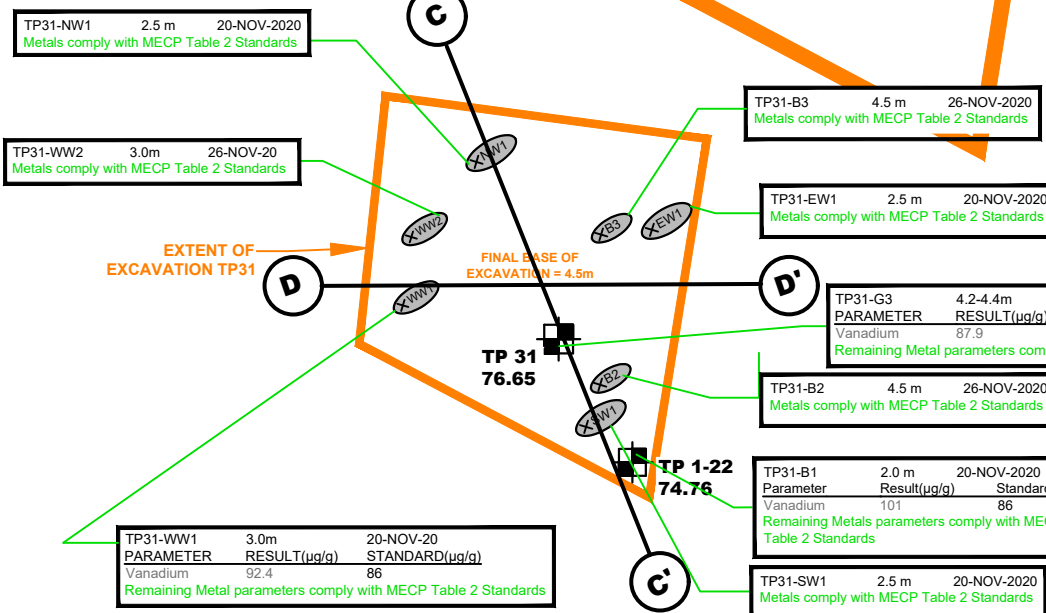 C
TP31-NW1 2.5 m 20-NOV-2020
Metals comply with MECP Table 2 Standards
TP31-B3 4.5 m 26-NOV-2020
Metals comply with MECP Table 2 Standards
TP31-WW2 3.0m 26-NOV-20
Metals comply with MECP Table 2 Standards
XNW1
TP31-EW1 2.5 m 20-NOV-2020
Metals comply with MECP Table 2 Standards
XWW2
XB3
XEW1
EXTENT OF
EXCAVATION TP31
FINAL BASE OF
EXCAVATION = 4.5m
D
D'
XWW1
TP31-G3 4.2-4.4m
PARAMETER RESULT(µg/g)
Vanadium 87.9
Remaining Metal parameters com
TP 31
76.65
XB2
TP31-B2 4.5 m 26-NOV-2020
Metals comply with MECP Table 2 Standards
XSW1
TP 1-22
74.76
TP31-B1 2.0 m 20-NOV-2020
Parameter Result(µg/g) Standard
Vanadium 101 86
Remaining Metals parameters comply with MEC
Table 2 Standards
TP31-WW1 3.0m 20-NOV-20
PARAMETER RESULT(µg/g) STANDARD(µg/g)
Vanadium 92.4 86
Remaining Metal parameters comply with MECP Table 2 Standards
C'
TP31-SW1 2.5 m 20-NOV-2020
Metals comply with MECP Table 2 Standards